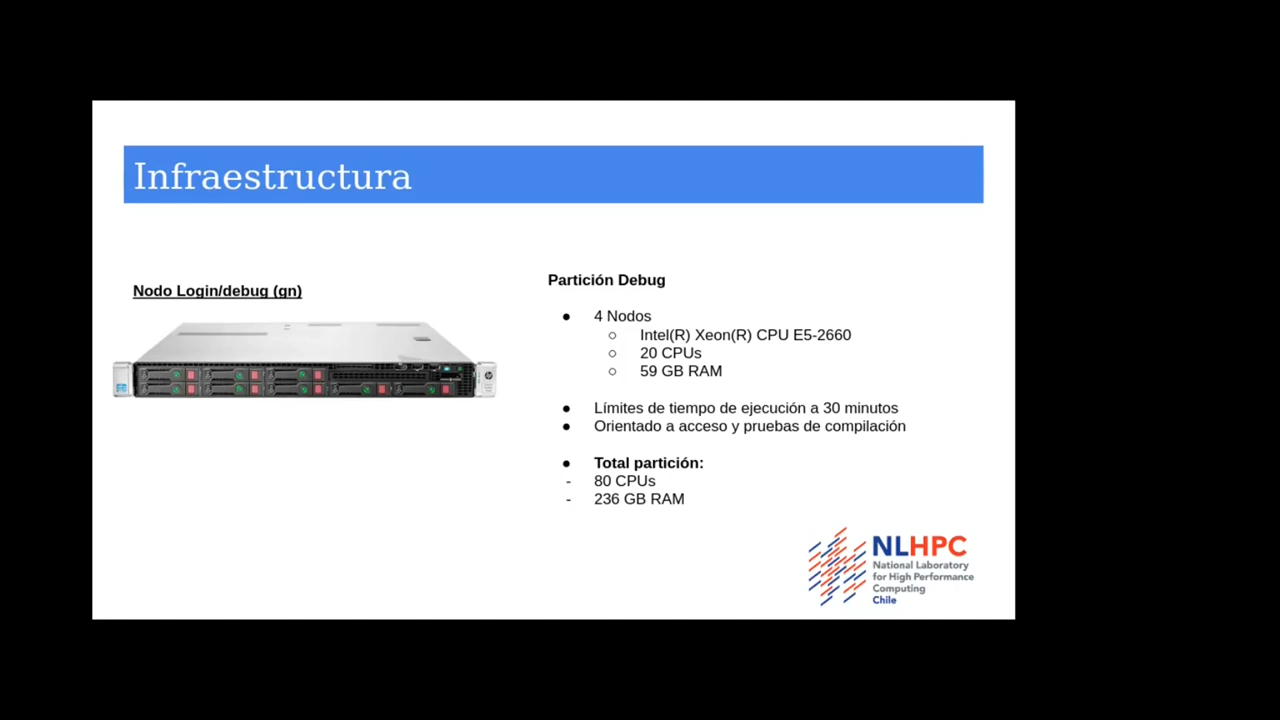 Infraestructura
Nodo Login/debug (gn)
Partición Debug
● 4 Nodos
○ Intel(R) Xeon(R) CPU E5-2660
○ 20 CPUs
○ 59 GB RAM
● Límites de tiempo de ejecución a 30 minutos
● Orientado a acceso y pruebas de compilación
● Total partición:
- 80 CPUs
- 236 GB RAM
NLHPC
National Laboratory
for High Performance
Computing
Chile